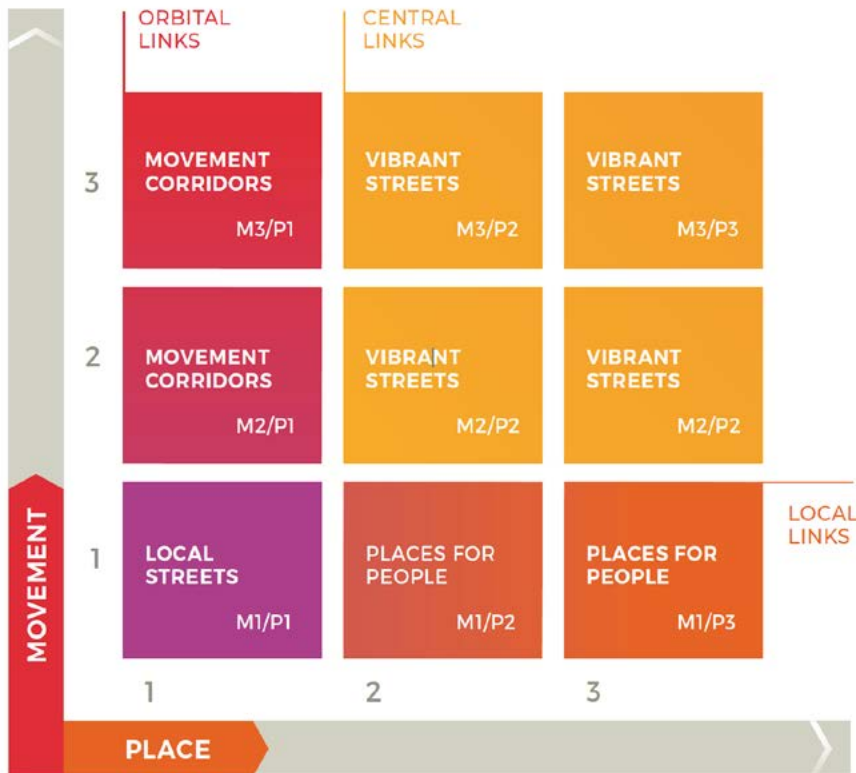 ORBITAL
LINKS
CENTRAL
LINKS
3
MOVEMENT
CORRIDORS
M3/P1
VIBRANT
STREETS
M3/P2
VIBRANT
STREETS
M3/P3
2
MOVEMENT
CORRIDORS
M2/P1
VIBRANT
STREETS
M2/P2
VIBRANT
STREETS
M2/P2
MOVEMENT
1
LOCAL
STREETS
M1/P1
PLACES FOR
PEOPLE
M1/P2
PLACES FOR
PEOPLE
M1/P3
LOCAL
LINKS
1
2
3
PLACE